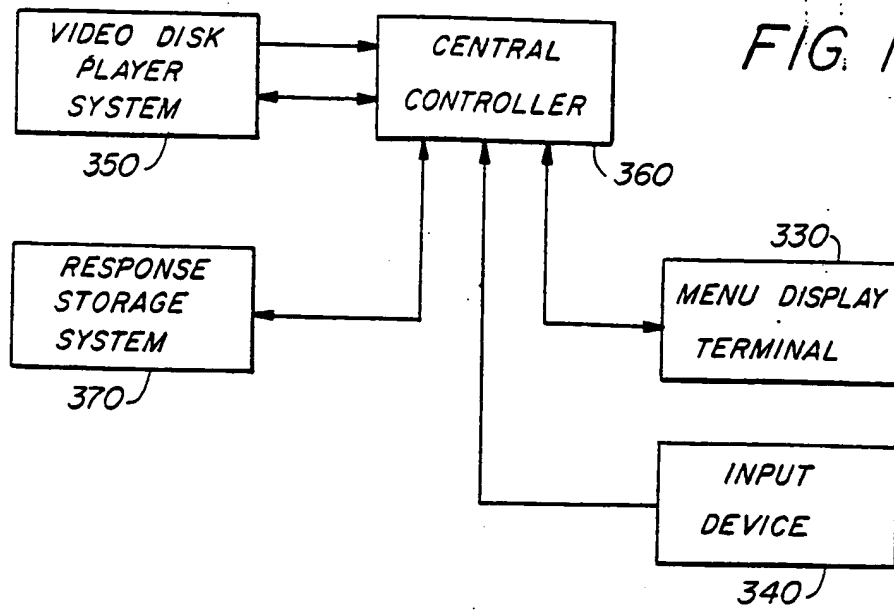 VIDEO DISK
PLAYER
SYSTEM
350
CENTRAL
CONTROLLER
360
FIG. 1
RESPONSE
STORAGE
SYSTEM
370
330
MENU DISPLAY
TERMINAL
INPUT
DEVICE
340